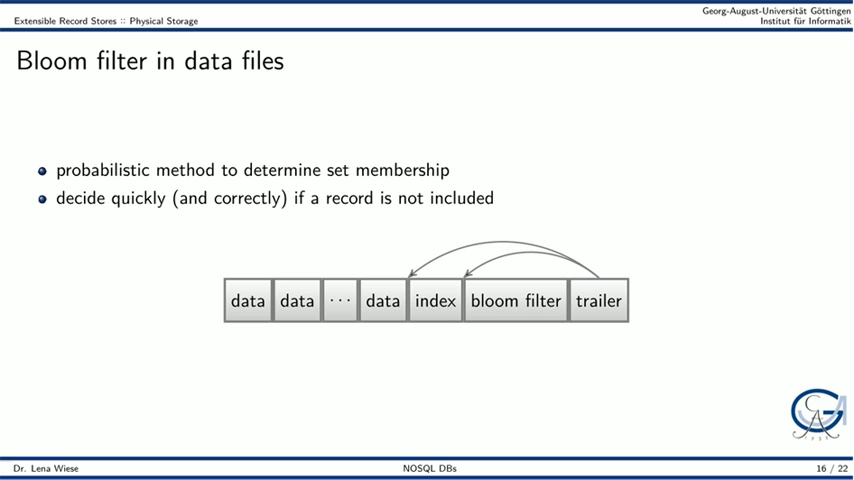 Georg-August-Universität Göttingen
Extensible Record Stores :: Physical Storage
Institut für Informatik
Bloom filter in data files
probabilistic method to determine set membership
decide quickly (and correctly) if a record is not included
data data ··· data index bloom filter trailer
Dr. Lena Wiese NOSQL DBs 16 / 22